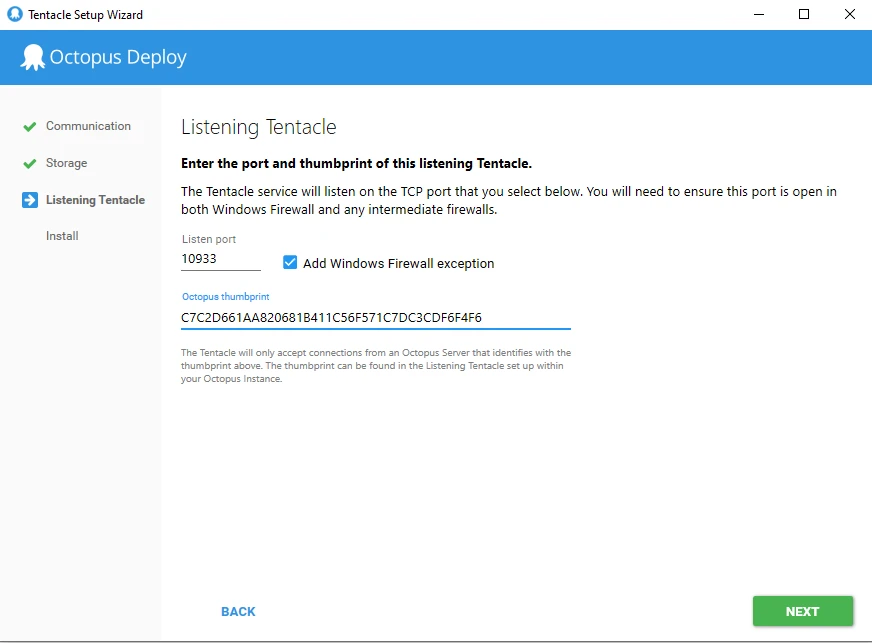 Tentacle Setup Wizard
Octopus Deploy
Communication
Storage
Listening Tentacle
Install
Listening Tentacle
Enter the port and thumbprint of this listening Tentacle.
The Tentacle service will listen on the TCP port that you select below. You will need to ensure this port is open in
both Windows Firewall and any intermediate firewalls.
Listen port
10933
Add Windows Firewall exception
Octopus thumbprint
C7C2D661AA820681B411C56F571C7DC3CDF6F4F6
The Tentacle will only accept connections from an Octopus Server that identifies with the
thumbprint above. The thumbprint can be found in the Listening Tentacle set up within
your Octopus Instance.
BACK
NEXT